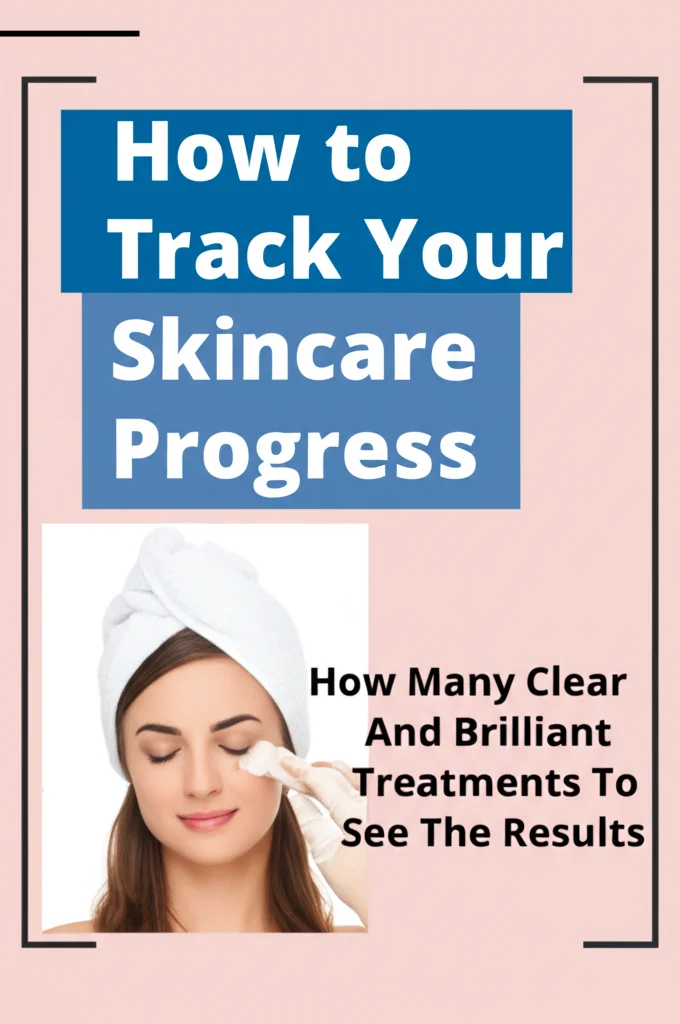 How to
Track Your
Skincare
Progress
How Many Clear
And Brilliant
Treatments To
See The Results